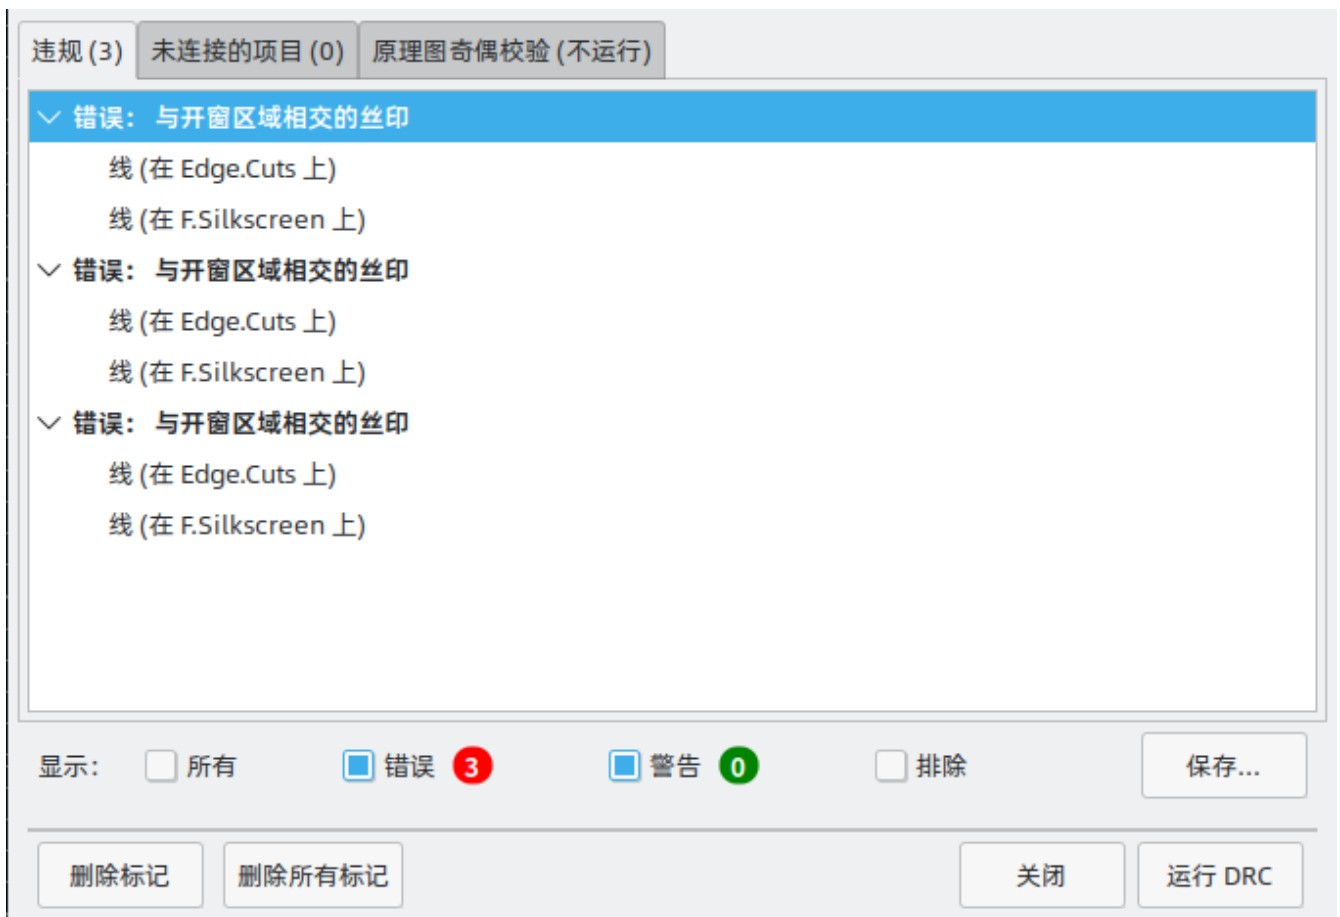 违规 (3) 未连接的项目 (0) 原理图奇偶校验 (不运行)
错误: 与开窗区域相交的丝印
线 (在 Edge.Cuts 上)
线 (在 F.Silkscreen 上)
错误: 与开窗区域相交的丝印
线 (在 Edge.Cuts 上)
线 (在 F.Silkscreen 上)
错误: 与开窗区域相交的丝印
线 (在 Edge.Cuts 上)
线 (在 F.Silkscreen 上)
显示: 所有 错误 3 警告 0 排除 保存...
删除标记 删除所有标记 关闭 运行 DRC